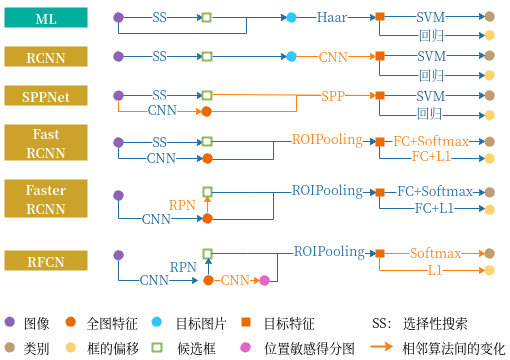 ML SS Haar SVM
回归
RCNN SS CNN SVM
回归
SPPNet SS SPP SVM
CNN 回归
Fast RCNN SS ROIPooling FC+Softmax
CNN FC+L1
Faster RCNN RPN ROIPooling FC+Softmax
CNN FC+L1
RFCN RPN ROIPooling Softmax
CNN CNN L1
图像 全图特征 目标图片 目标特征 SS: 选择性搜索
类别 框的偏移 候选框 位置敏感得分图 相邻算法间的变化